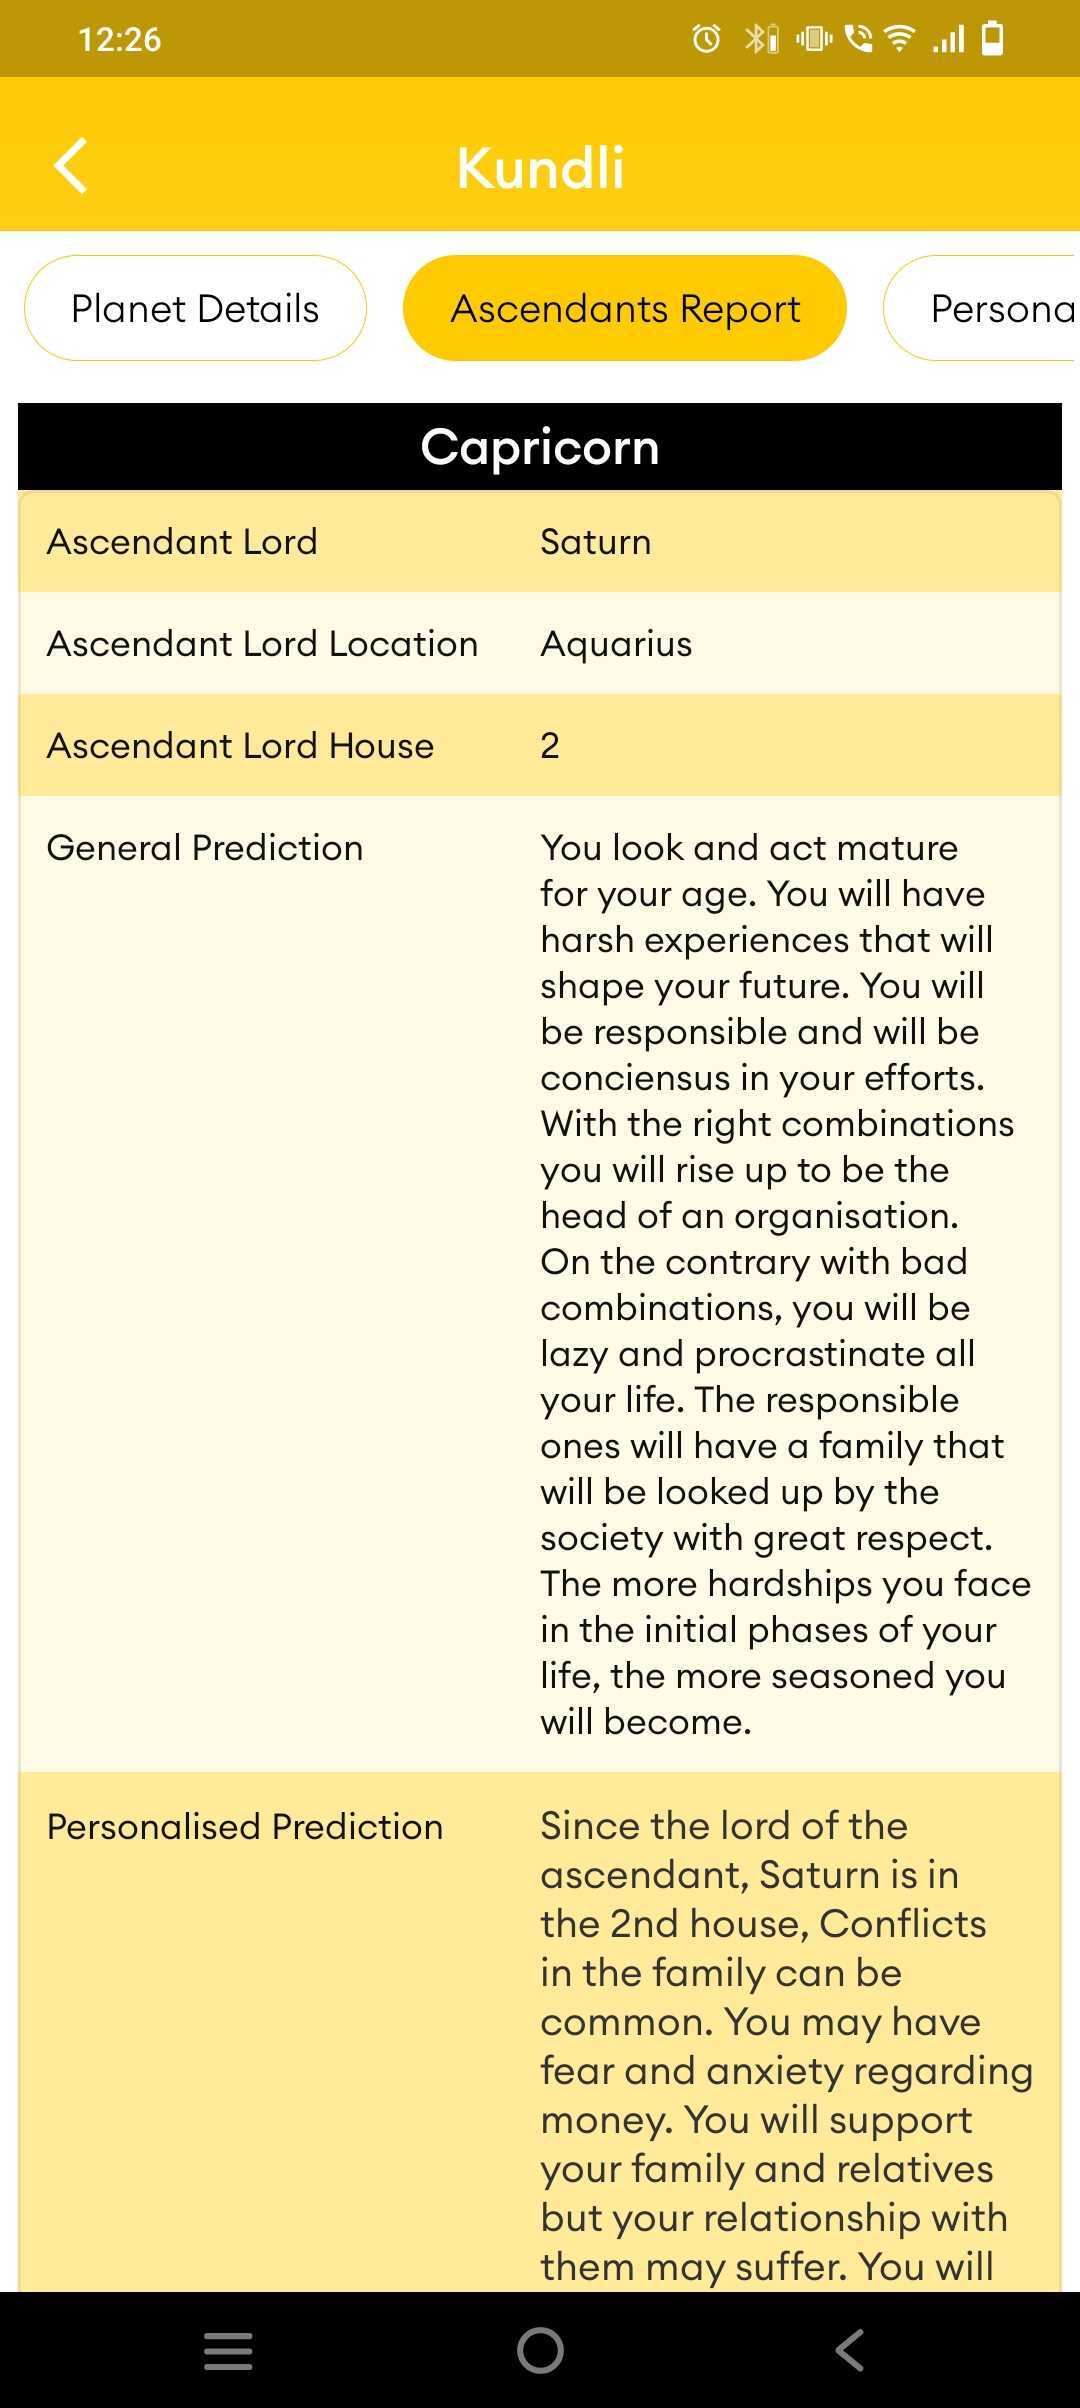 12:26
Kundli
Planet Details
Ascendants Report
Persona
Capricorn
Ascendant Lord
Saturn
Ascendant Lord Location
Aquarius
Ascendant Lord House
2
General Prediction
You look and act mature
for your age. You will have
harsh experiences that will
shape your future. You will
be responsible and will be
conciensus in your efforts.
With the right combinations
you will rise up to be the
head of an organisation.
On the contrary with bad
combinations, you will be
lazy and procrastinate all
your life. The responsible
ones will have a family that
will be looked up by the
society with great respect.
The more hardships you face
in the initial phases of your
life, the more seasoned you
will become.
Personalised Prediction
Since the lord of the
ascendant, Saturn is in
the 2nd house, Conflicts
in the family can be
common. You may have
fear and anxiety regarding
money. You will support
your family and relatives
but your relationship with
them may suffer. You will